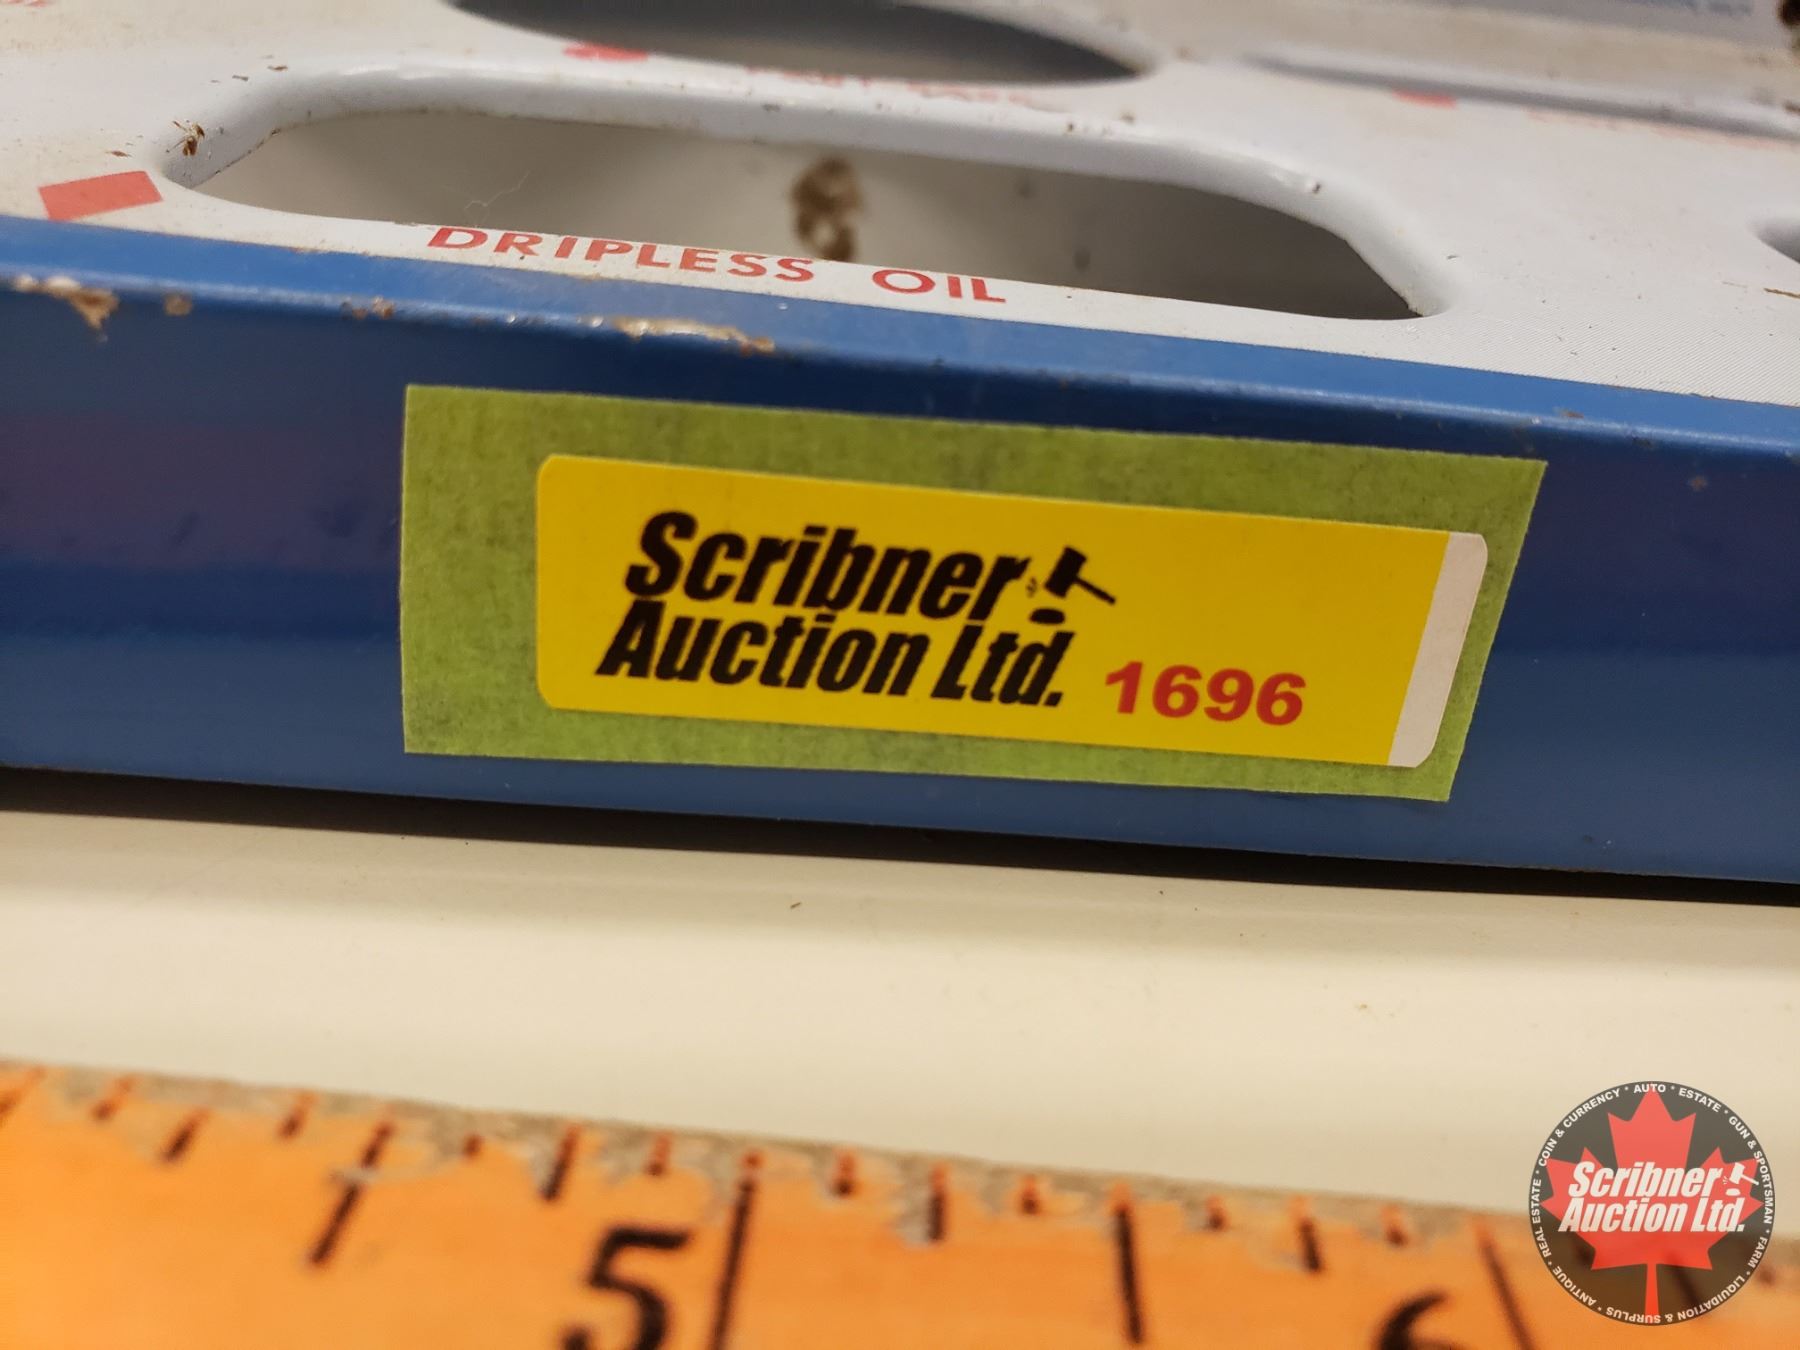 DRIPLESS OIL
Scribner
Auction Ltd. 1696
5
6
COIN & CURRENCY * AUTO * ESTATE * GUN & SPORTSMAN * FARM * LIQUIDATION & SURPLUS * ANTIQUE * REAL ESTATE *
Scribner
Auction Ltd.